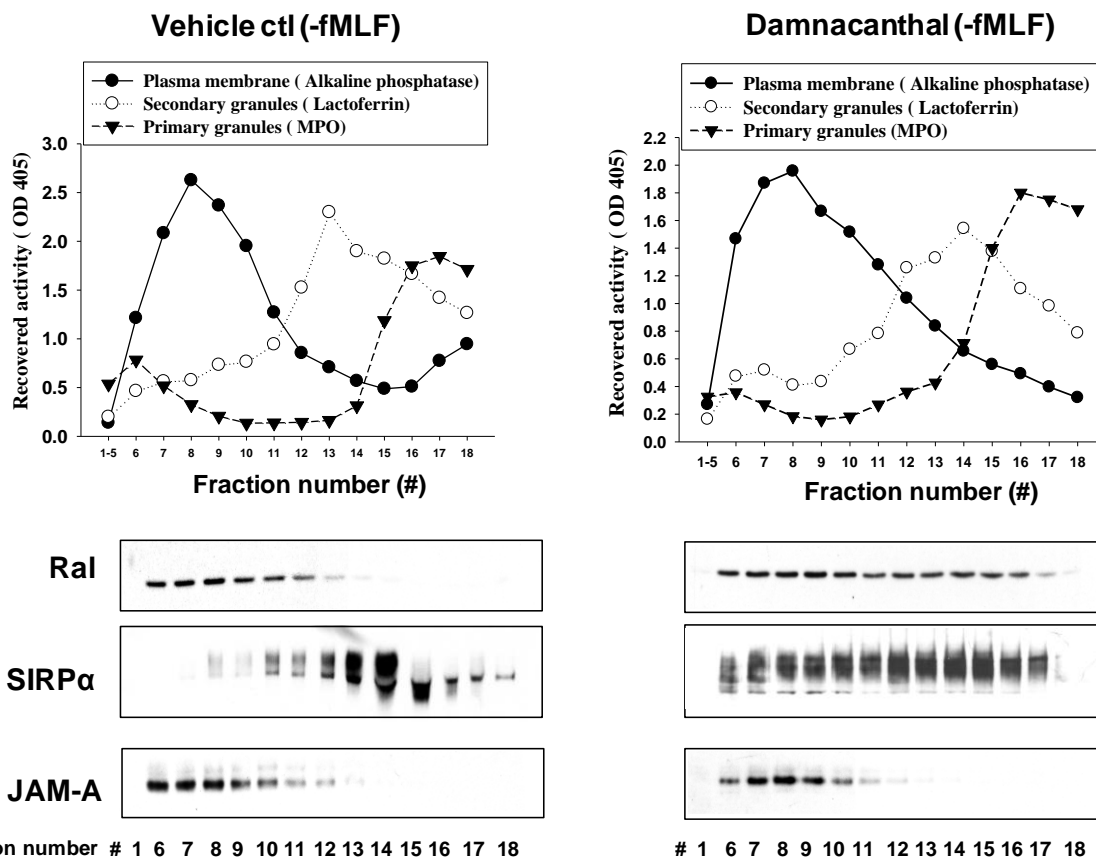 Vehicle ctl (-fMLF)
Plasma membrane ( Alkaline phosphatase)
Secondary granules ( Lactoferrin)
Primary granules ( MPO)
Recovered activity ( OD 405)
3.0
2.5
2.0
1.5
1.0
0.5
0.0
1-5 6 7 8 9 10 11 12 13 14 15 16 17 18
Fraction number (#)
Damnacanthal (-fMLF)
Plasma membrane ( Alkaline phosphatase)
Secondary granules ( Lactoferrin)
Primary granules (MPO)
Recovered activity ( OD 405)
2.2
2.0
1.8
1.6
1.4
1.2
1.0
0.8
0.6
0.4
0.2
0.0
1-5 6 7 8 9 10 11 12 13 14 15 16 17 18
Fraction number (#)
Ral
SIRPα
JAM-A
on number # 1 6 7 8 9 10 11 12 13 14 15 16 17 18
# 1 6 7 8 9 10 11 12 13 14 15 16 17 18